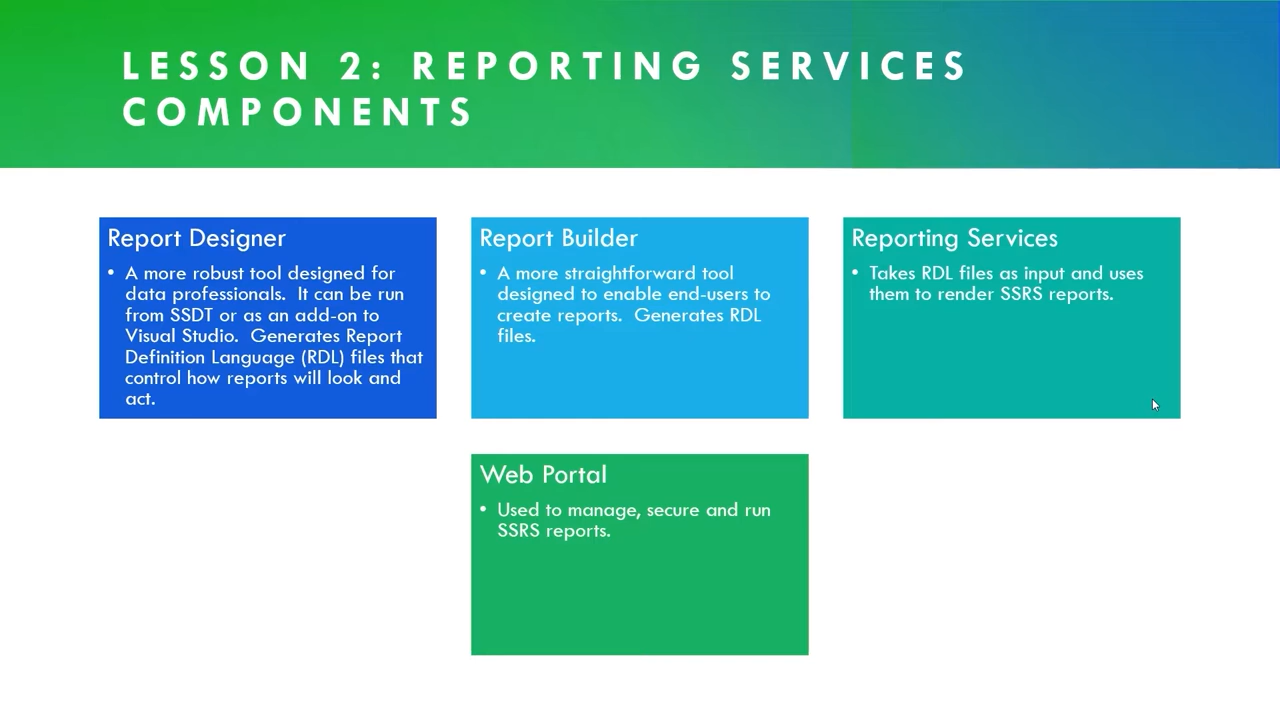 LESSON 2: REPORTING SERVICES
COMPONENTS
Report Designer
• A more robust tool designed for
data professionals.  It can be run
from SSDT or as an add-on to
Visual Studio.  Generates Report
Definition Language (RDL) files that
control how reports will look and
act.
Report Builder
• A more straightforward tool
designed to enable end-users to
create reports.  Generates RDL
files.
Reporting Services
• Takes RDL files as input and uses
them to render SSRS reports.
Web Portal
• Used to manage, secure and run
SSRS reports.